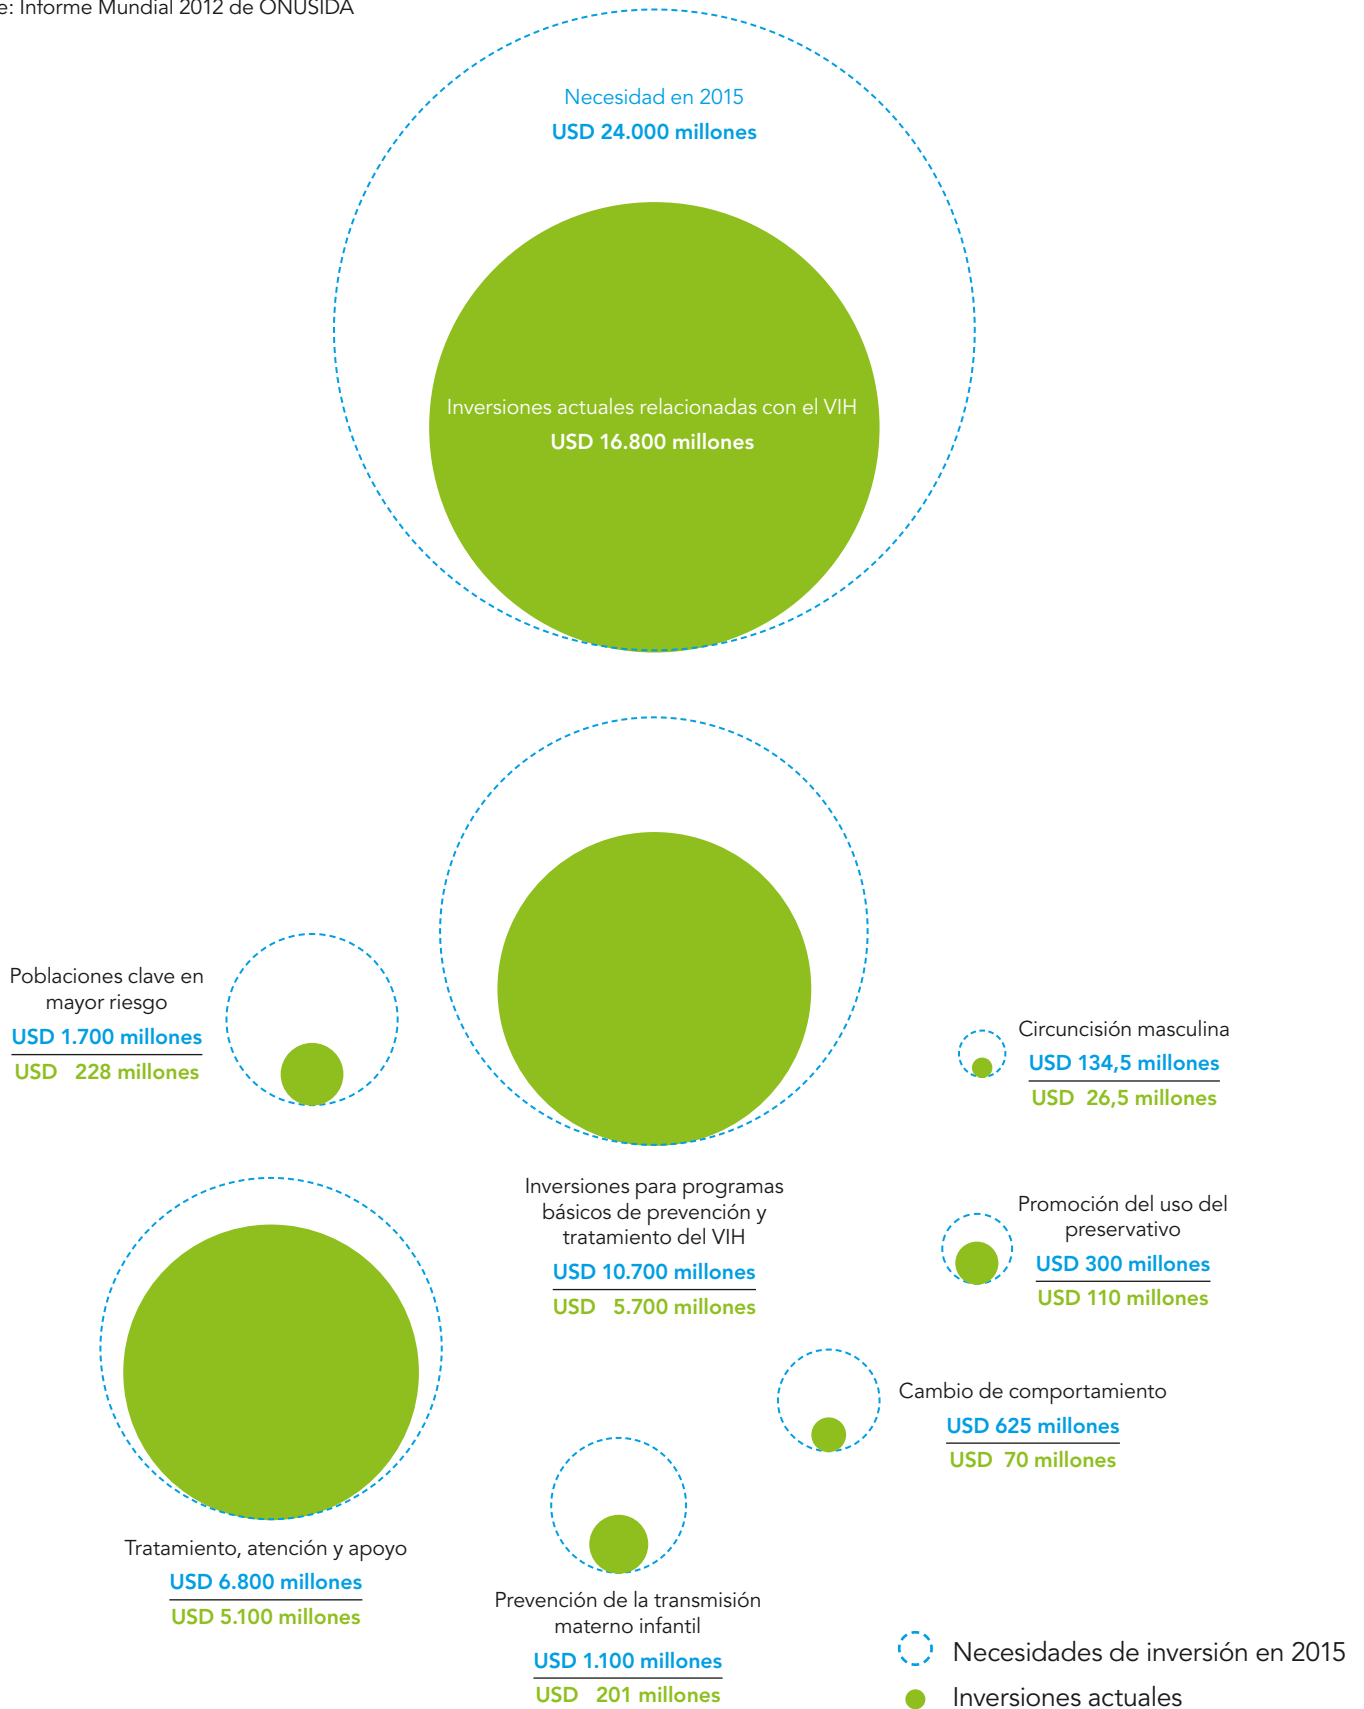 e: Informe Mundial 2012 de ONUSIDA
Necesidad en 2015
USD 24.000 millones
Inversiones actuales relacionadas con el VIH
USD 16.800 millones
Poblaciones clave en
mayor riesgo
USD 1.700 millones
USD 228 millones
Circuncisión masculina
USD 134,5 millones
USD 26,5 millones
Inversiones para programas
básicos de prevención y
tratamiento del VIH
USD 10.700 millones
USD 5.700 millones
Promoción del uso del
preservativo
USD 300 millones
USD 110 millones
Cambio de comportamiento
USD 625 millones
USD 70 millones
Tratamiento, atención y apoyo
USD 6.800 millones
USD 5.100 millones
Prevención de la transmisión
materno infantil
USD 1.100 millones
USD 201 millones
Necesidades de inversión en 2015
Inversiones actuales